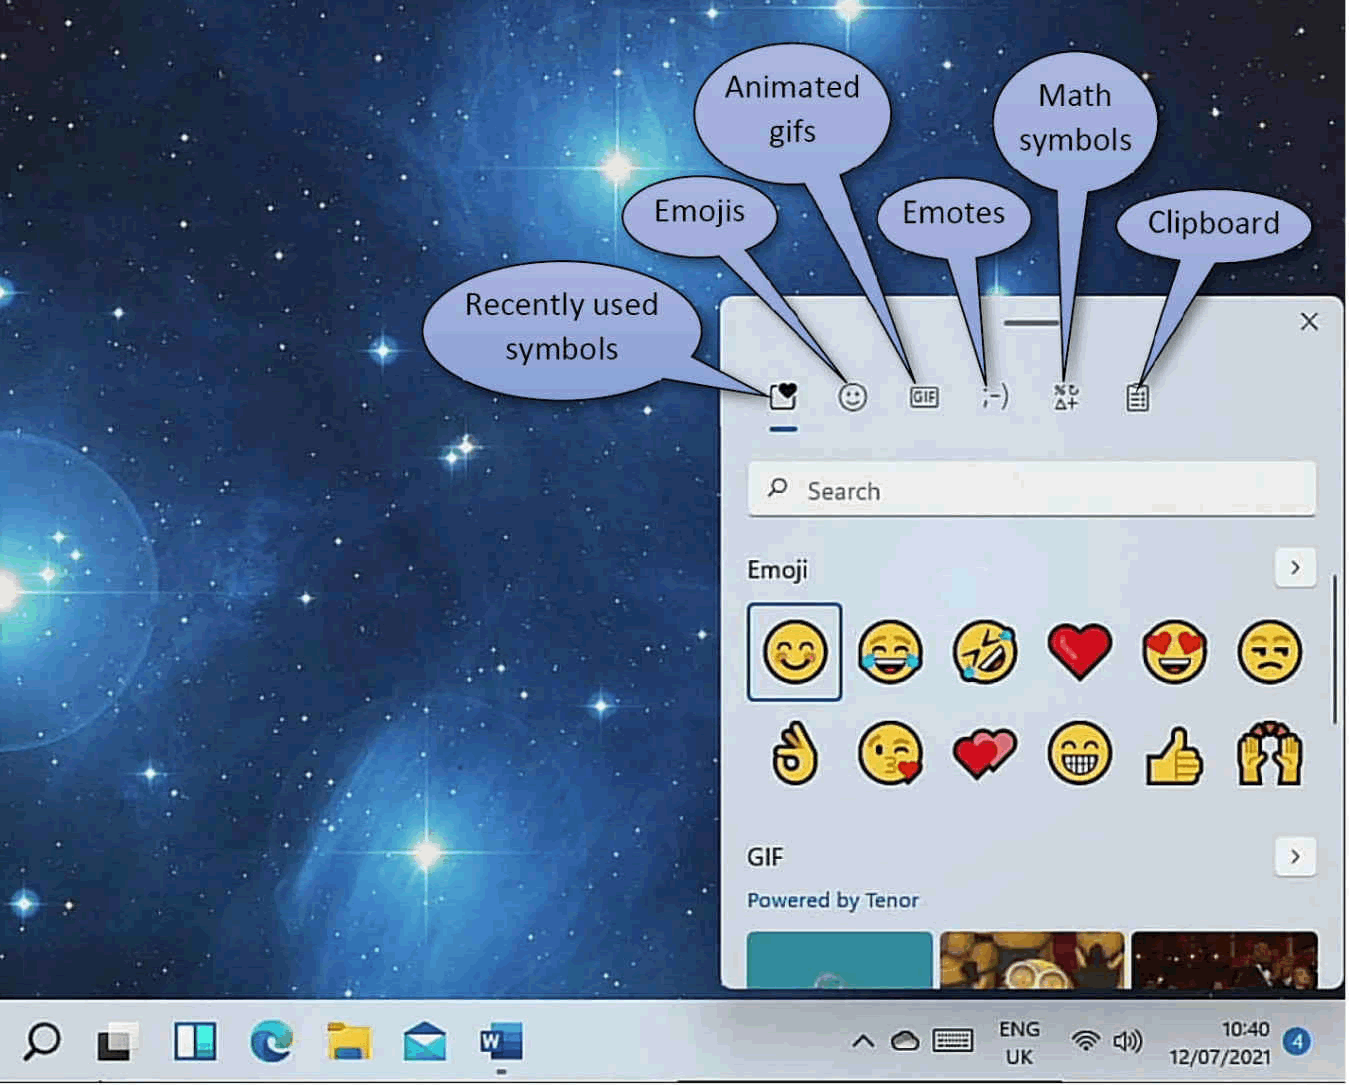 Animated
gifs
Math
symbols
Emojis
Emotes
Clipboard
Recently used
symbols
GIF
;-)
Search
Emoji
GIF
Powered by Tenor
W
ENG
UK
10:40
12/07/2021
4